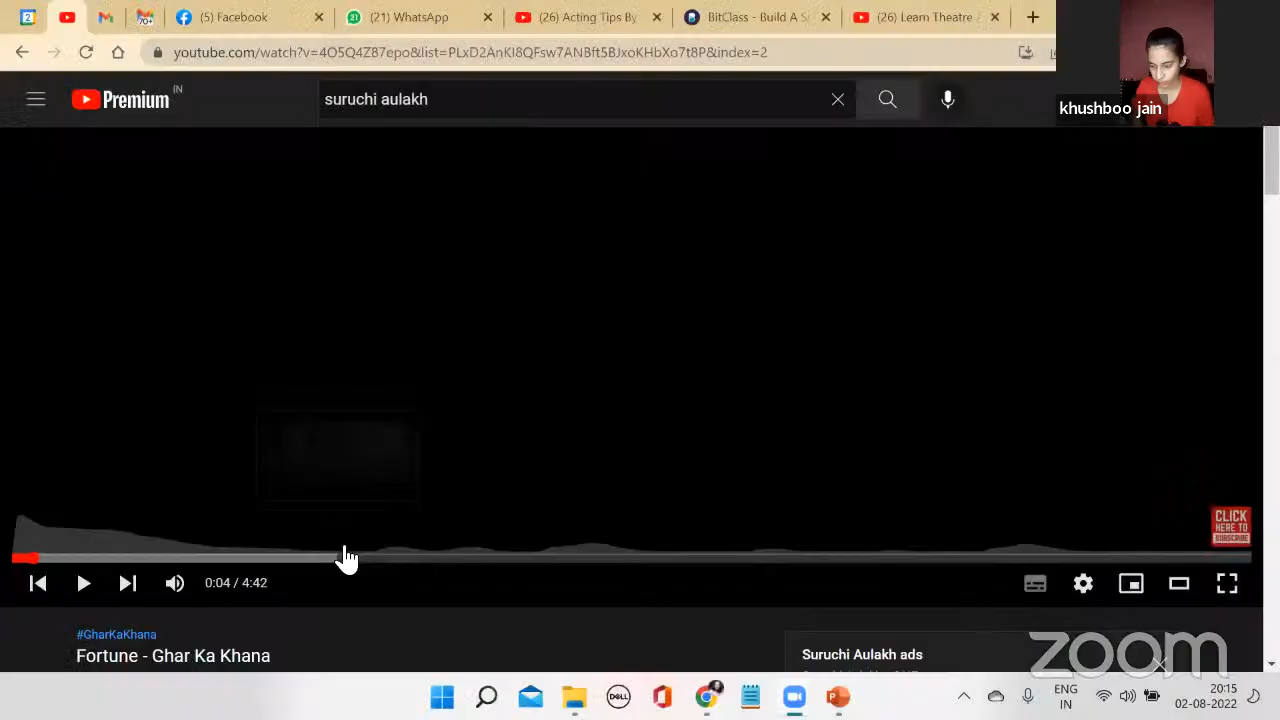 (5) Facebook
(21) WhatsApp
(26) Acting Tips By
BitClass - Build A S
(26) Learn Theatre
youtube.com/watch?v=4O5Q4Z87epo&list=PLxD2AnKI8QFsw7AN8ft5BJxoKHbXo7t8P&index=2
khushboo jain
Premium IN
suruchi aulakh
CLICK
HERE TO
SUBSCRIBE
0:04 / 4:42
#GharKaKhana
Fortune - Ghar Ka Khana
Suruchi Aulakh ads
zoom
DELL
ENG
IN
20:15
02-08-2022